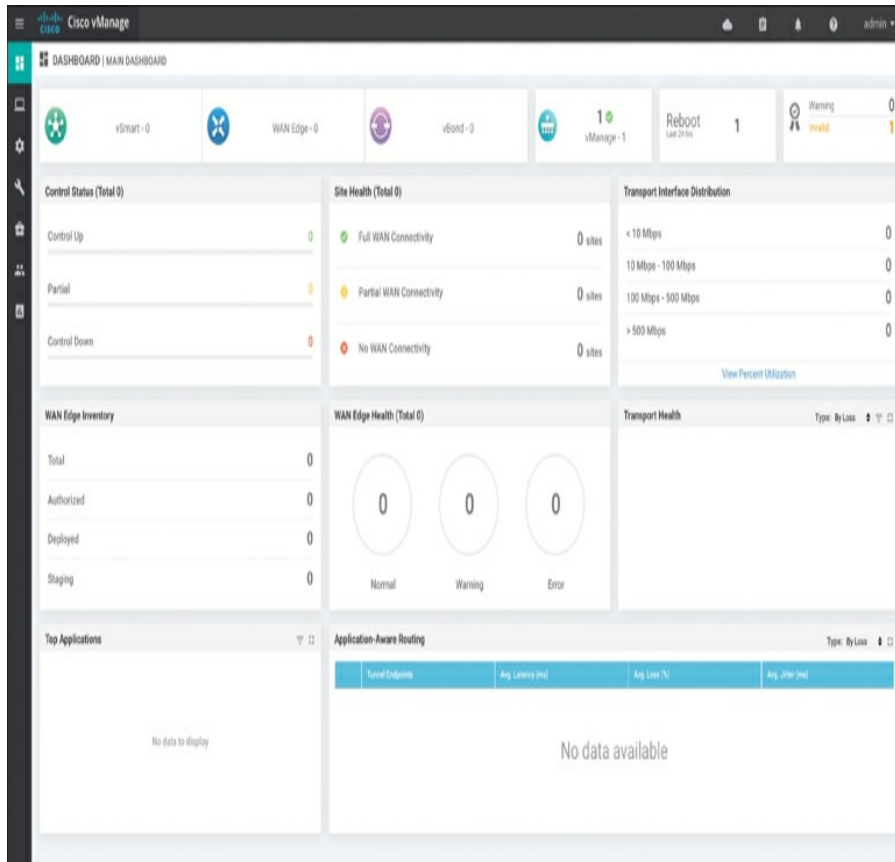 CISCO Cisco vManage admin
DASHBOARD | MAIN DASHBOARD
vSmart - 0
WAN Edge - 0
vBond - 0
1
vManage - 1
Reboot
Last 24 hrs
1
Warning 0
Invalid 1
Control Status (Total 0)
Control Up 0
Partial 0
Control Down 0
Site Health (Total 0)
Full WAN Connectivity 0 sites
Partial WAN Connectivity 0 sites
No WAN Connectivity 0 sites
Transport Interface Distribution
< 10 Mbps 0
10 Mbps - 100 Mbps 0
100 Mbps - 500 Mbps 0
> 500 Mbps 0
View Percent Utilization
WAN Edge Inventory
Total 0
Authorized 0
Deployed 0
Staging 0
WAN Edge Health (Total 0)
0 0 0
Normal Warning Error
Transport Health Type: By Loss
Top Applications
No data to display
Application-Aware Routing Type: By Loss
Tunnel Endpoints Avg. Latency (ms) Avg. Loss (%) Avg. Jitter (ms)
No data available